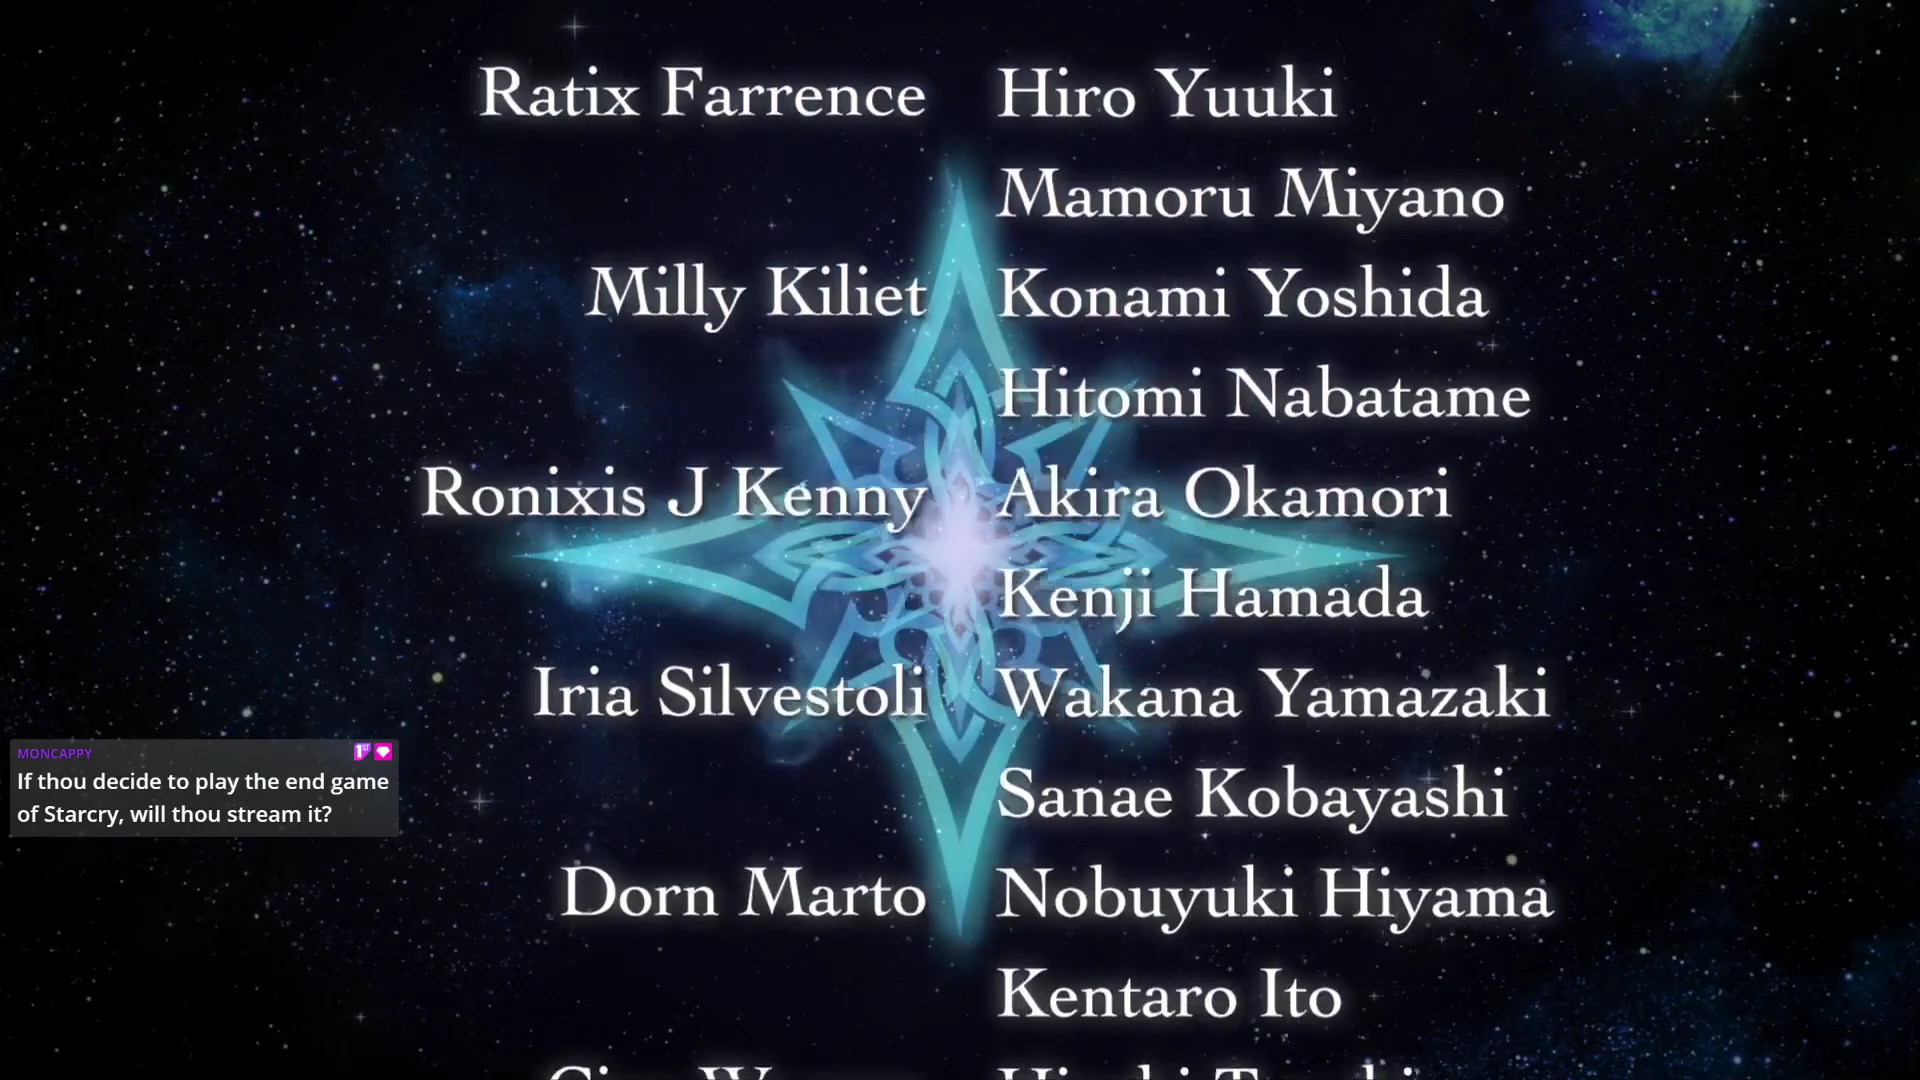 Ratix Farrence Hiro Yuuki
Mamoru Miyano
Milly Kiliet Konami Yoshida
Hitomi Nabatame
Ronixis J Kenny Akira Okamori
Kenji Hamada
Iria Silvestoli Wakana Yamazaki
Sanae Kobayashi
Dorn Marto Nobuyuki Hiyama
Kentaro Ito
MONCAPPY 1ST
If thou decide to play the end game
of Starcry, will thou stream it?